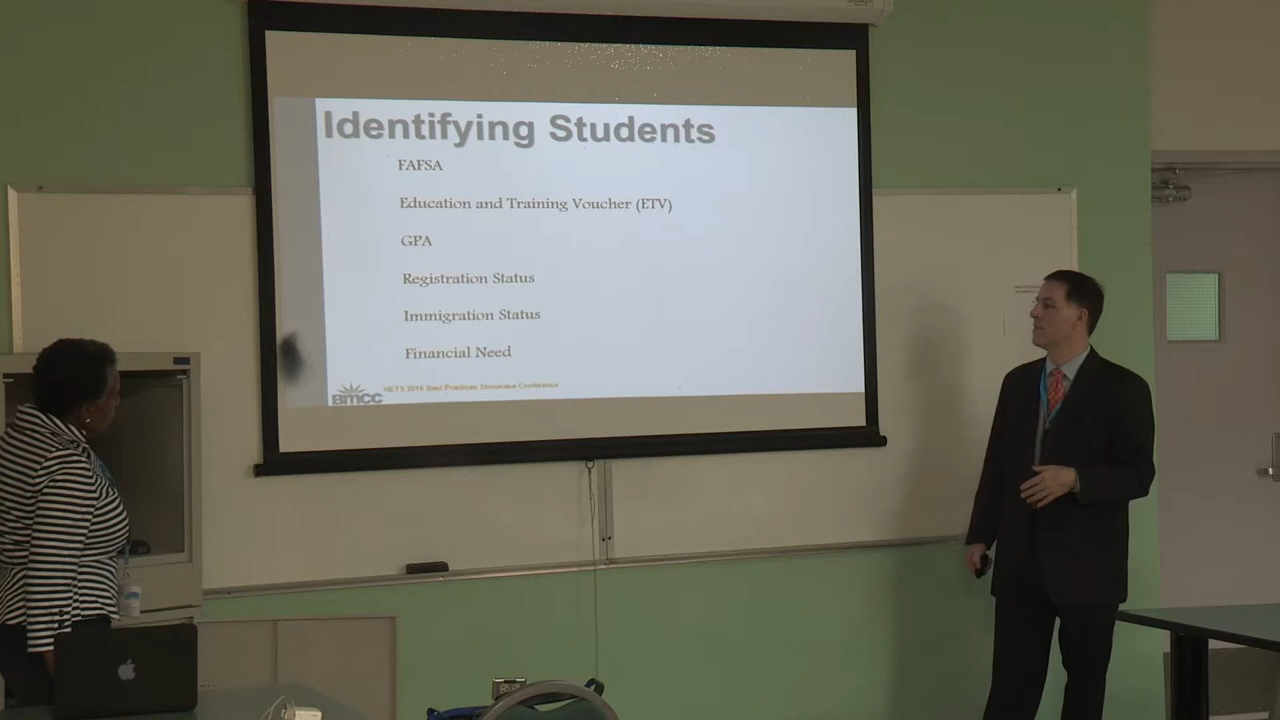 Identifying Students
FAFSA
Education and Training Voucher (ETV)
GPA
Registration Status
Immigration Status
Financial Need
BMCC
HETS 2016 Best Practices Showcase Conference